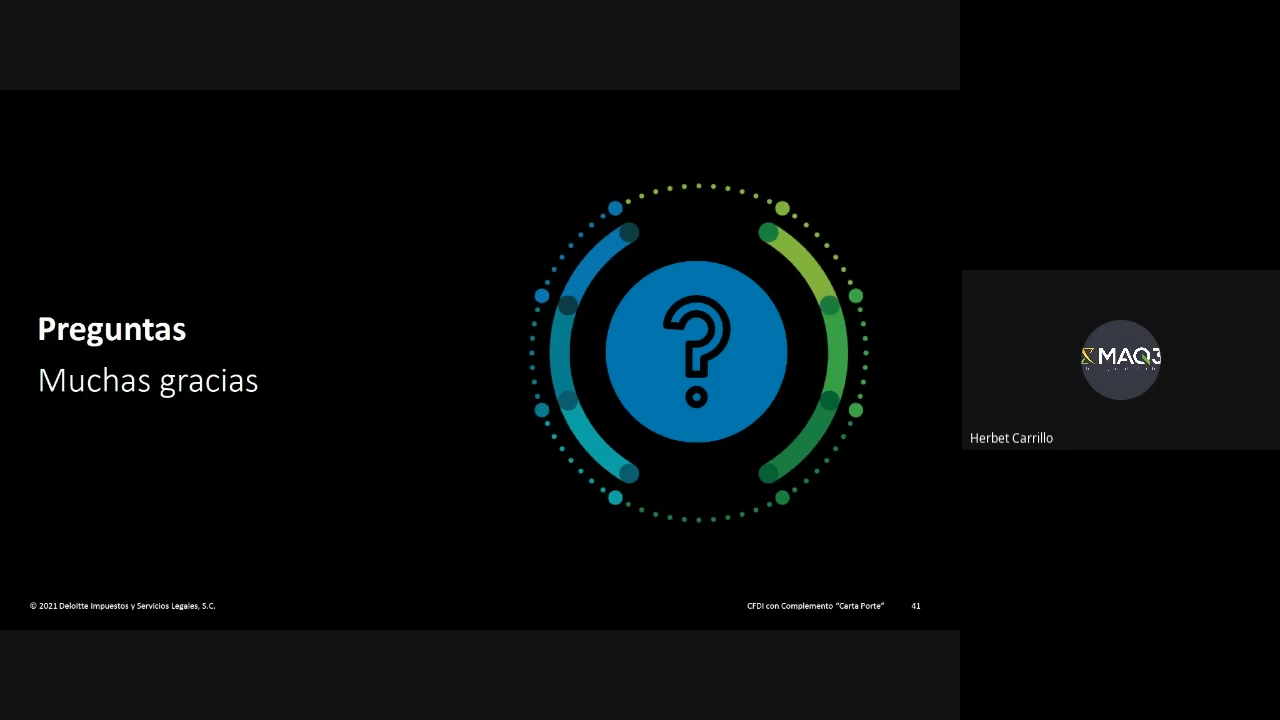 Preguntas
Muchas gracias
© 2021 Deloitte Impuestos y Servicios Legales, S.C.
CFDI con Complemento “Carta Porte” 41
MAQ3
Herbet Carrillo